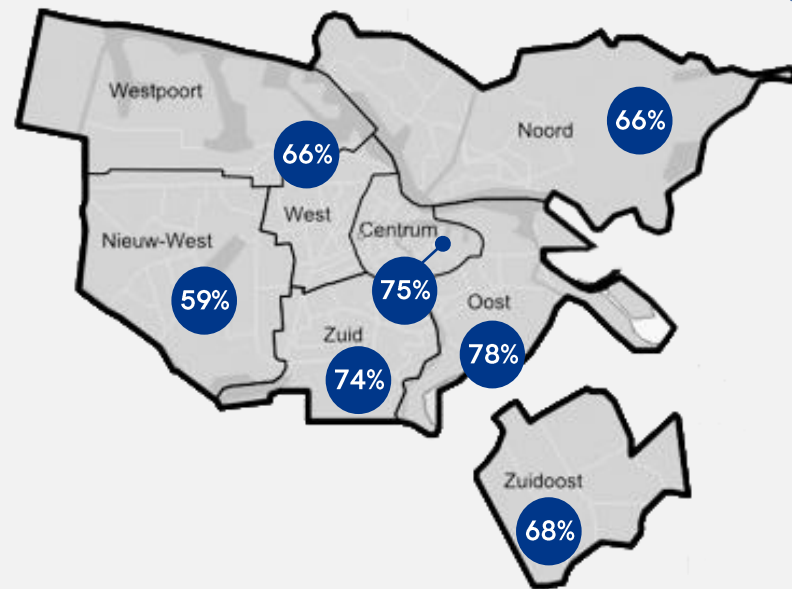 Westpoort
66%
Noord
66%
West
Centrum
Nieuw-West
59%
75%
Oost
Zuid
78%
74%
Zuidoost
68%